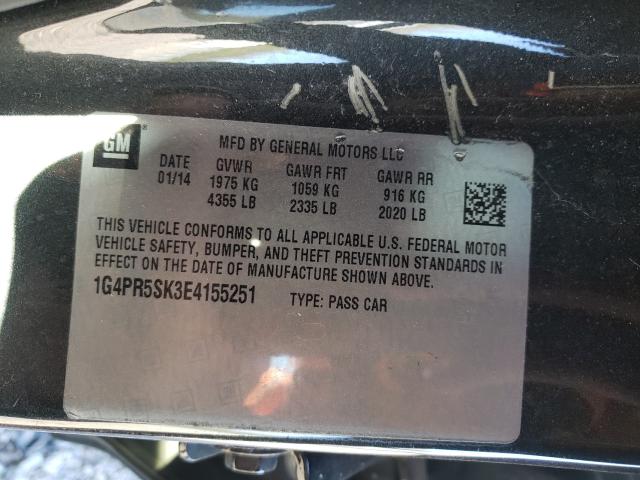 GM ® MFD BY GENERAL MOTORS LLC
DATE GVWR GAWR FRT GAWR RR
01/14 1975 KG 1059 KG 916 KG
4355 LB 2335 LB 2020 LB
THIS VEHICLE CONFORMS TO ALL APPLICABLE U.S. FEDERAL MOTOR
VEHICLE SAFETY, BUMPER, AND THEFT PREVENTION STANDARDS IN
EFFECT ON THE DATE OF MANUFACTURE SHOWN ABOVE.
1G4PR5SK3E4155251 TYPE: PASS CAR